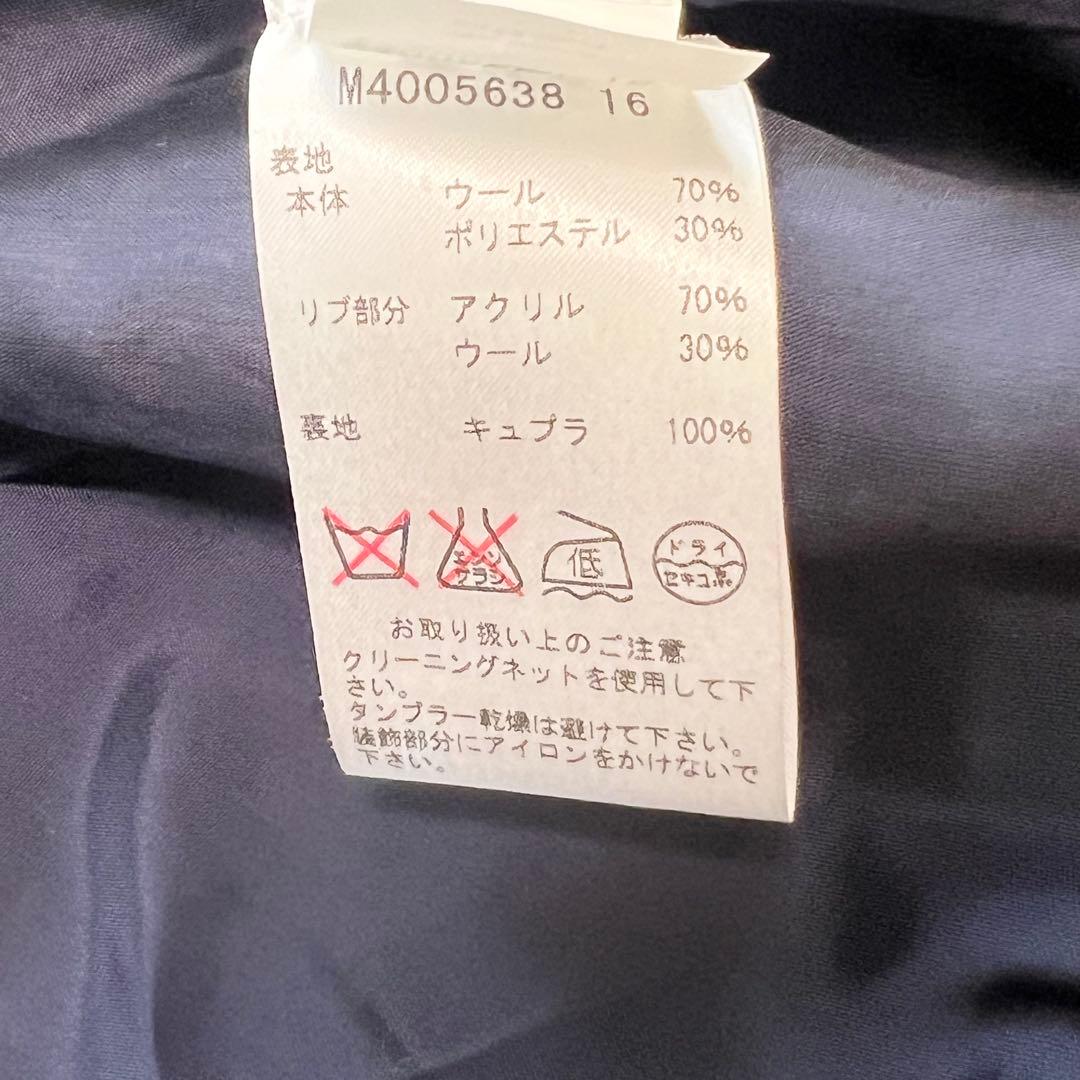 M4005638 16
表地
本体 ウール 70%
ポリエステル 30%
リブ部分 アクリル 70%
ウール 30%
裏地 キュプラ 100%
エンソ
サラシ
低
ドライ
セキユ系
お取り扱い上のご注意
クリーニングネットを使用して下
さい。
タンブラー乾燥は避けて下さい。
装飾部分にアイロンをかけないで
下さい。